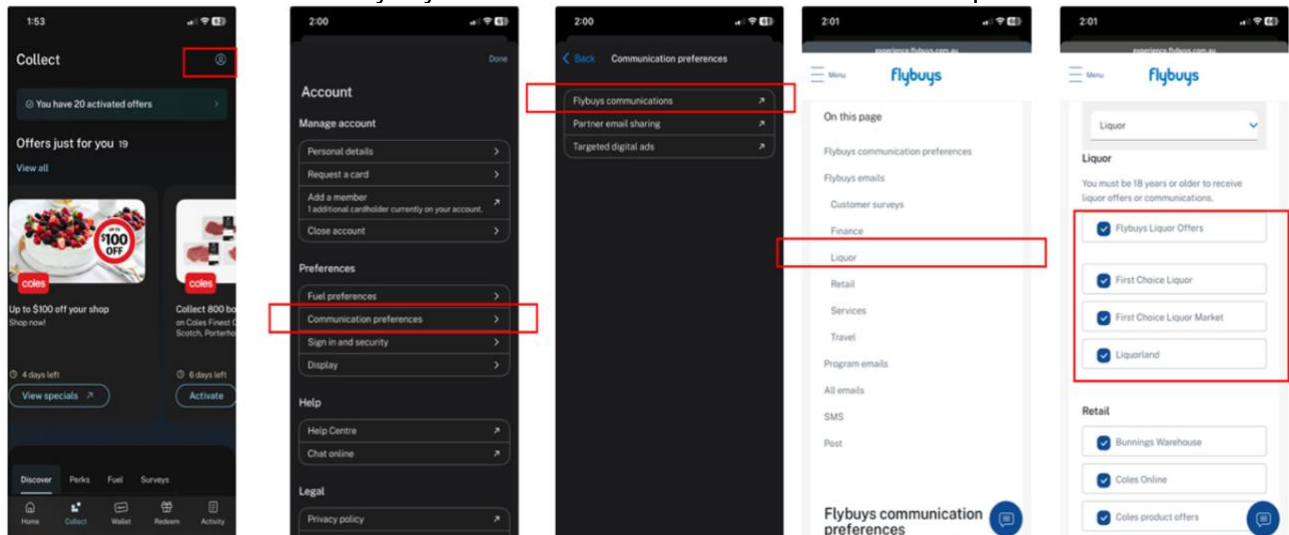 1:53
Collect
You have 20 activated offers
Offers just for you 19
View all
UP TO
$100
OFF
coles
coles
Up to $100 off your shop
Shop now!
Collect 800 bo
on Coles Finest
Scotch, Porterho
4 days left
6 days left
View specials
Activate
Discover Perks Fuel Surveys
Home Collect Wallet Redeem Activity
2:00
Done
Account
Manage account
Personal details
Request a card
Add a member
1 additional cardholder currently on your account.
Close account
Preferences
Fuel preferences
Communication preferences
Sign in and security
Display
Help
Help Centre
Chat online
Legal
Privacy policy
2:00
Back Communication preferences
Flybuys communications
Partner email sharing
Targeted digital ads
2:01
experience.flybuys.com.au
Menu flybuys
On this page
Flybuys communication preferences
Flybuys emails
Customer surveys
Finance
Liquor
Retail
Services
Travel
Program emails
All emails
SMS
Post
Flybuys communication
preferences
2:01
experience.flybuys.com.au
Menu flybuys
Liquor
Liquor
You must be 18 years or older to receive
liquor offers or communications.
Flybuys Liquor Offers
First Choice Liquor
First Choice Liquor Market
Liquorland
Retail
Bunnings Warehouse
Coles Online
Coles product offers